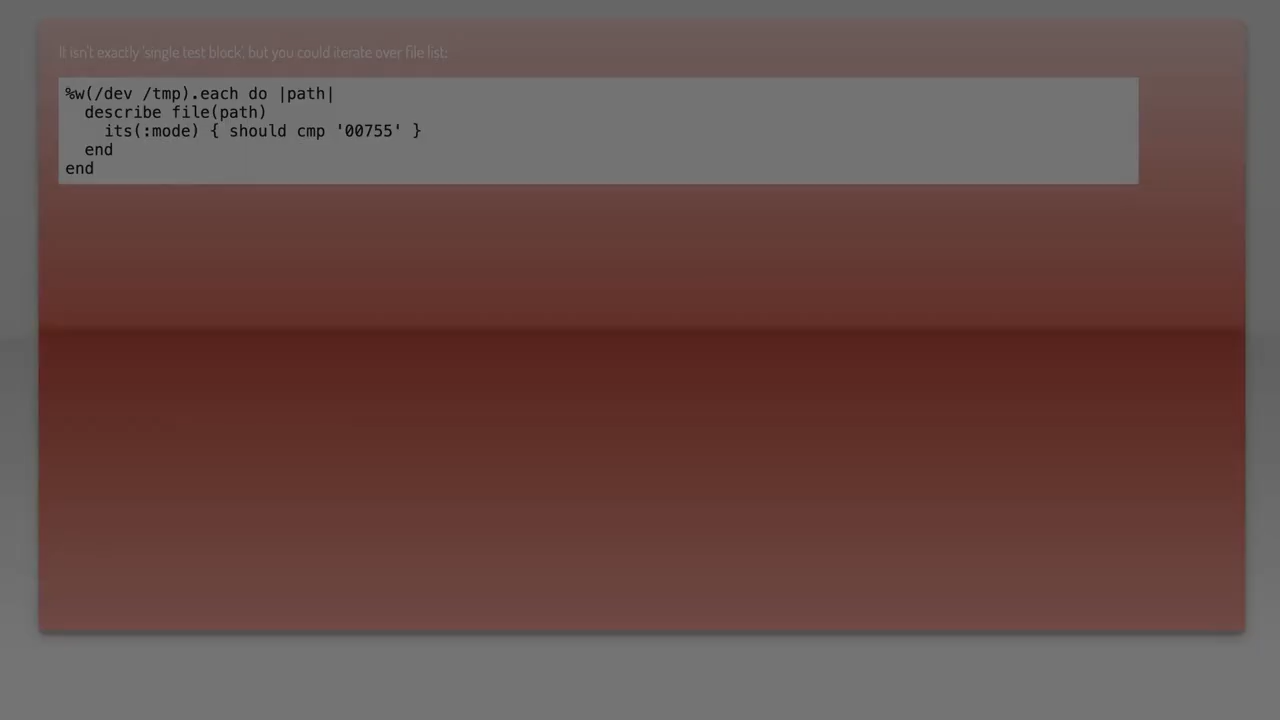 It isn't exactly 'single test block', but you could iterate over file list:
%w(/dev /tmp).each do |path|
  describe file(path)
    its(:mode) { should cmp '00755' }
  end
end